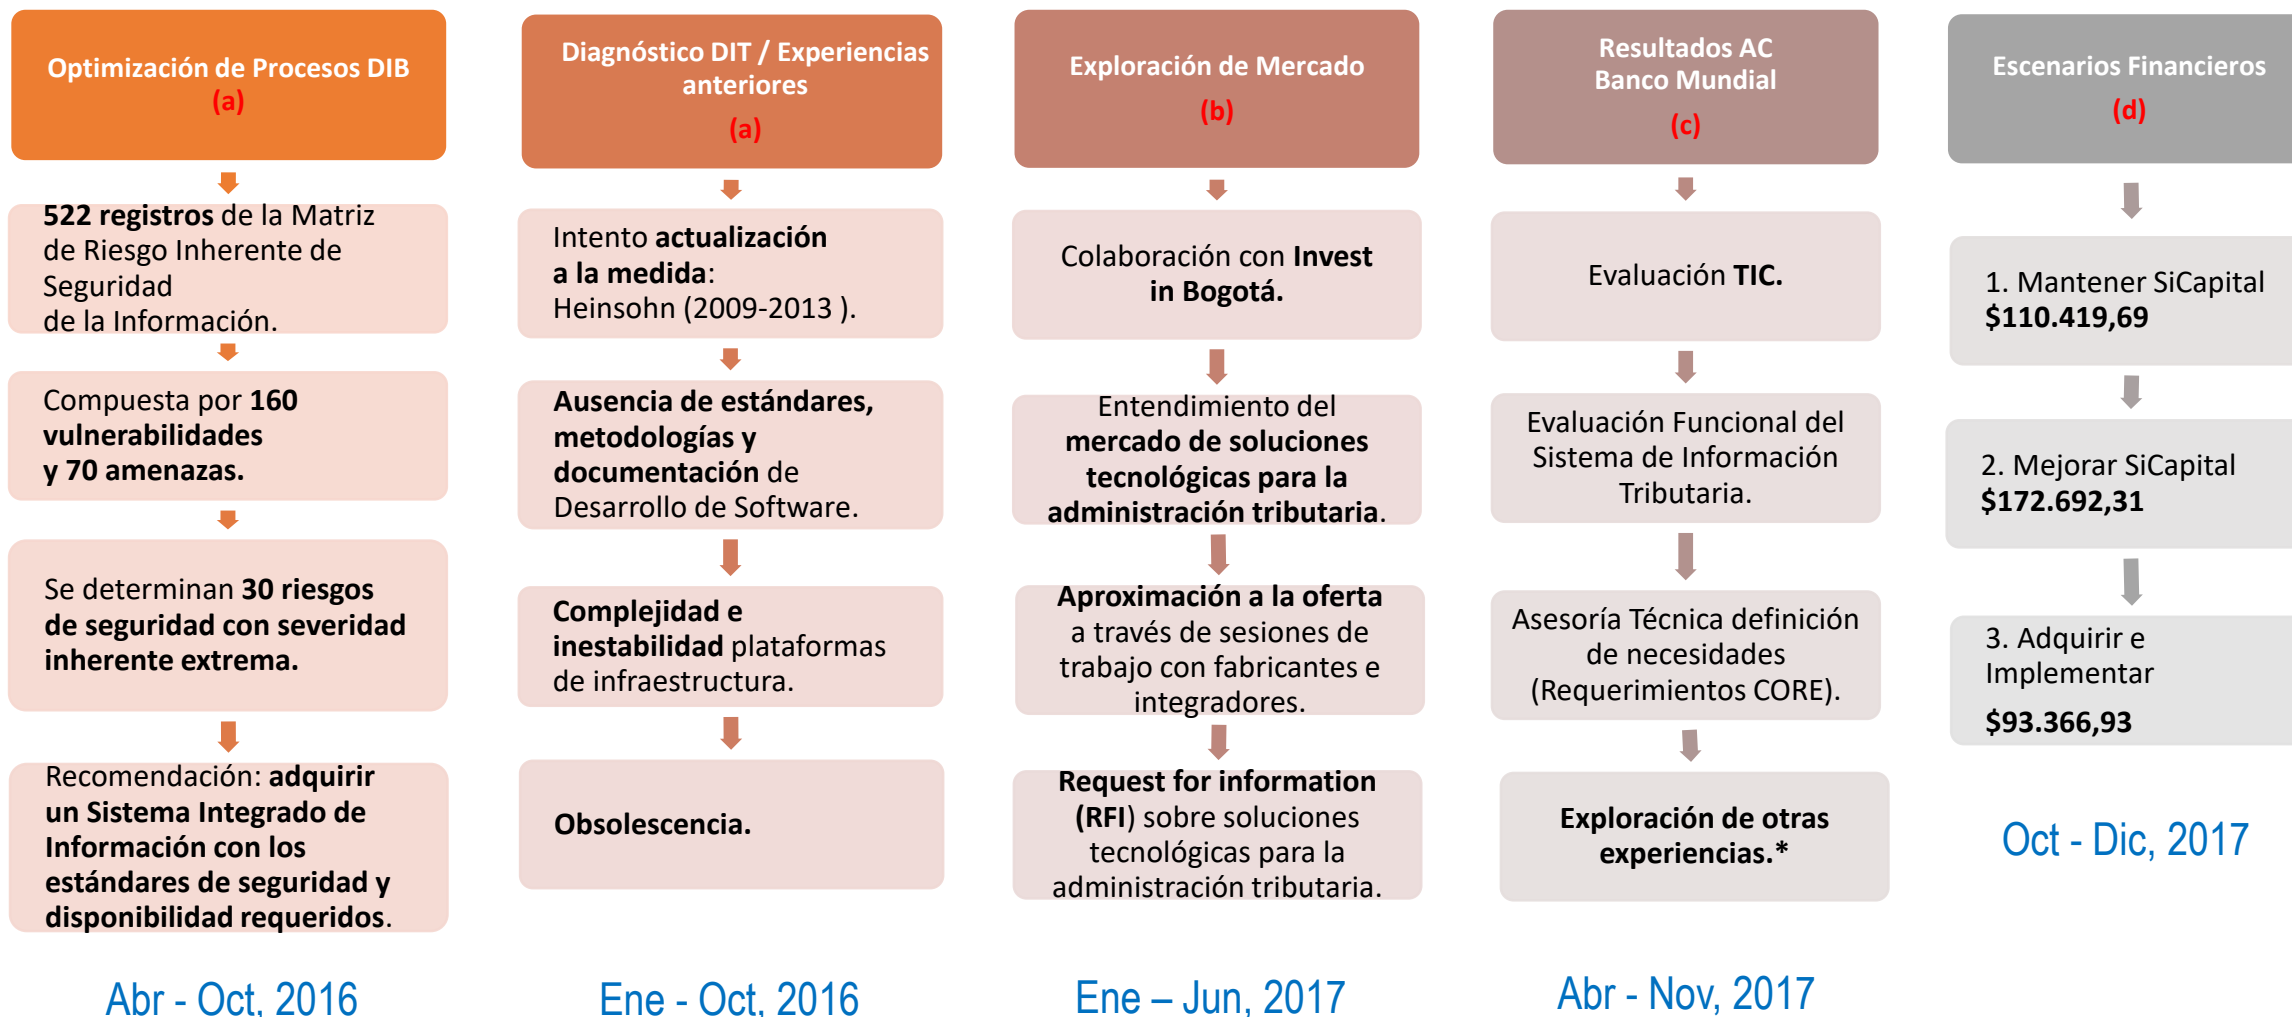 Optimización de Procesos DIB
(a)
522 registros de la Matriz
de Riesgo Inherente de
Seguridad
de la Información.
Compuesta por 160
vulnerabilidades
y 70 amenazas.
Se determinan 30 riesgos
de seguridad con severidad
inherente extrema.
Recomendación: adquirir
un Sistema Integrado de
Información con los
estándares de seguridad y
disponibilidad requeridos.
Abr - Oct, 2016
Diagnóstico DIT / Experiencias
anteriores
(a)
Intento actualización
a la medida:
Heinsohn (2009-2013 ).
Ausencia de estándares,
metodologías y
documentación de
Desarrollo de Software.
Complejidad e
inestabilidad plataformas
de infraestructura.
Obsolescencia.
Ene - Oct, 2016
Exploración de Mercado
(b)
Colaboración con Invest
in Bogotá.
Entendimiento del
mercado de soluciones
tecnológicas para la
administración tributaria.
Aproximación a la oferta
a través de sesiones de
trabajo con fabricantes e
integradores.
Request for information
(RFI) sobre soluciones
tecnológicas para la
administración tributaria.
Ene – Jun, 2017
Resultados AC
Banco Mundial
(c)
Evaluación TIC.
Evaluación Funcional del
Sistema de Información
Tributaria.
Asesoría Técnica definición
de necesidades
(Requerimientos CORE).
Exploración de otras
experiencias.*
Abr - Nov, 2017
Escenarios Financieros
(d)
1. Mantener SiCapital
$110.419,69
2. Mejorar SiCapital
$172.692,31
3. Adquirir e
Implementar
$93.366,93
Oct - Dic, 2017